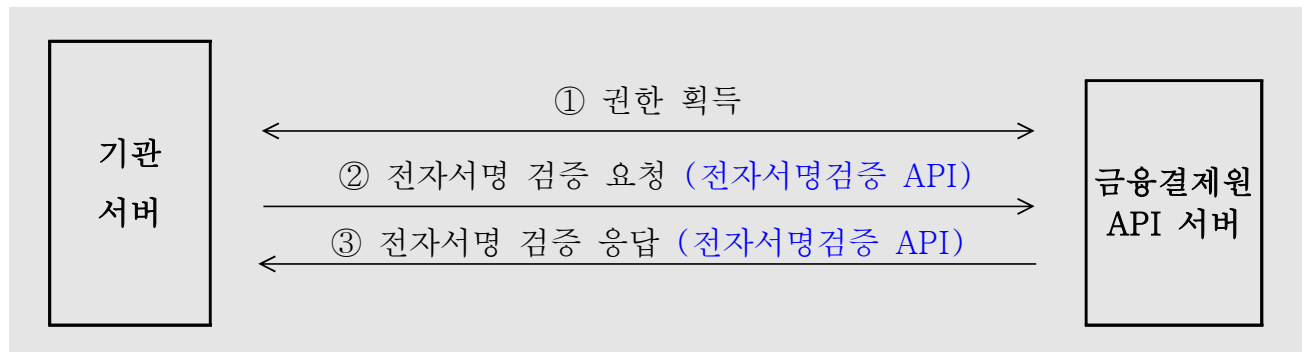 기관
서버
① 권한 획득
② 전자서명 검증 요청 (전자서명검증 API)
③ 전자서명 검증 응답 (전자서명검증 API)
금융결제원
API 서버